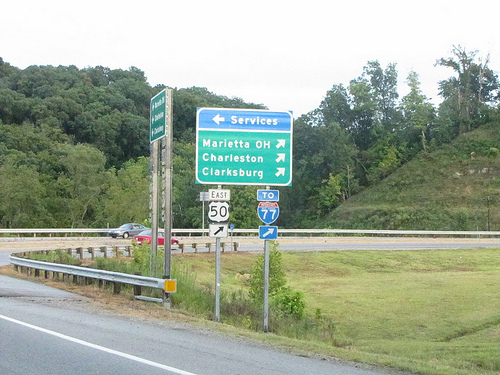 Services
Marietta OH
Charleston
Clarksburg
EAST
50
TO
77